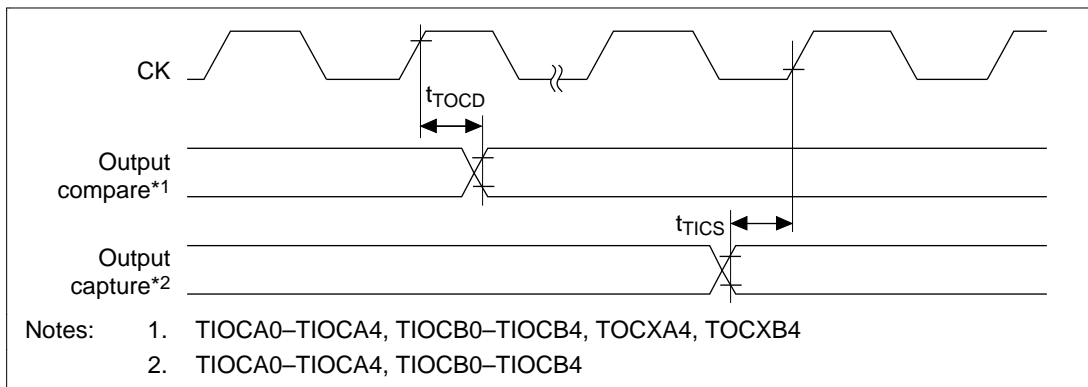 CK
tTOCD
Output
compare*1
tTICS
Output
capture*2
Notes: 1. TIOCA0–TIOCA4, TIOCB0–TIOCB4, TOCXA4, TOCXB4
2. TIOCA0–TIOCA4, TIOCB0–TIOCB4